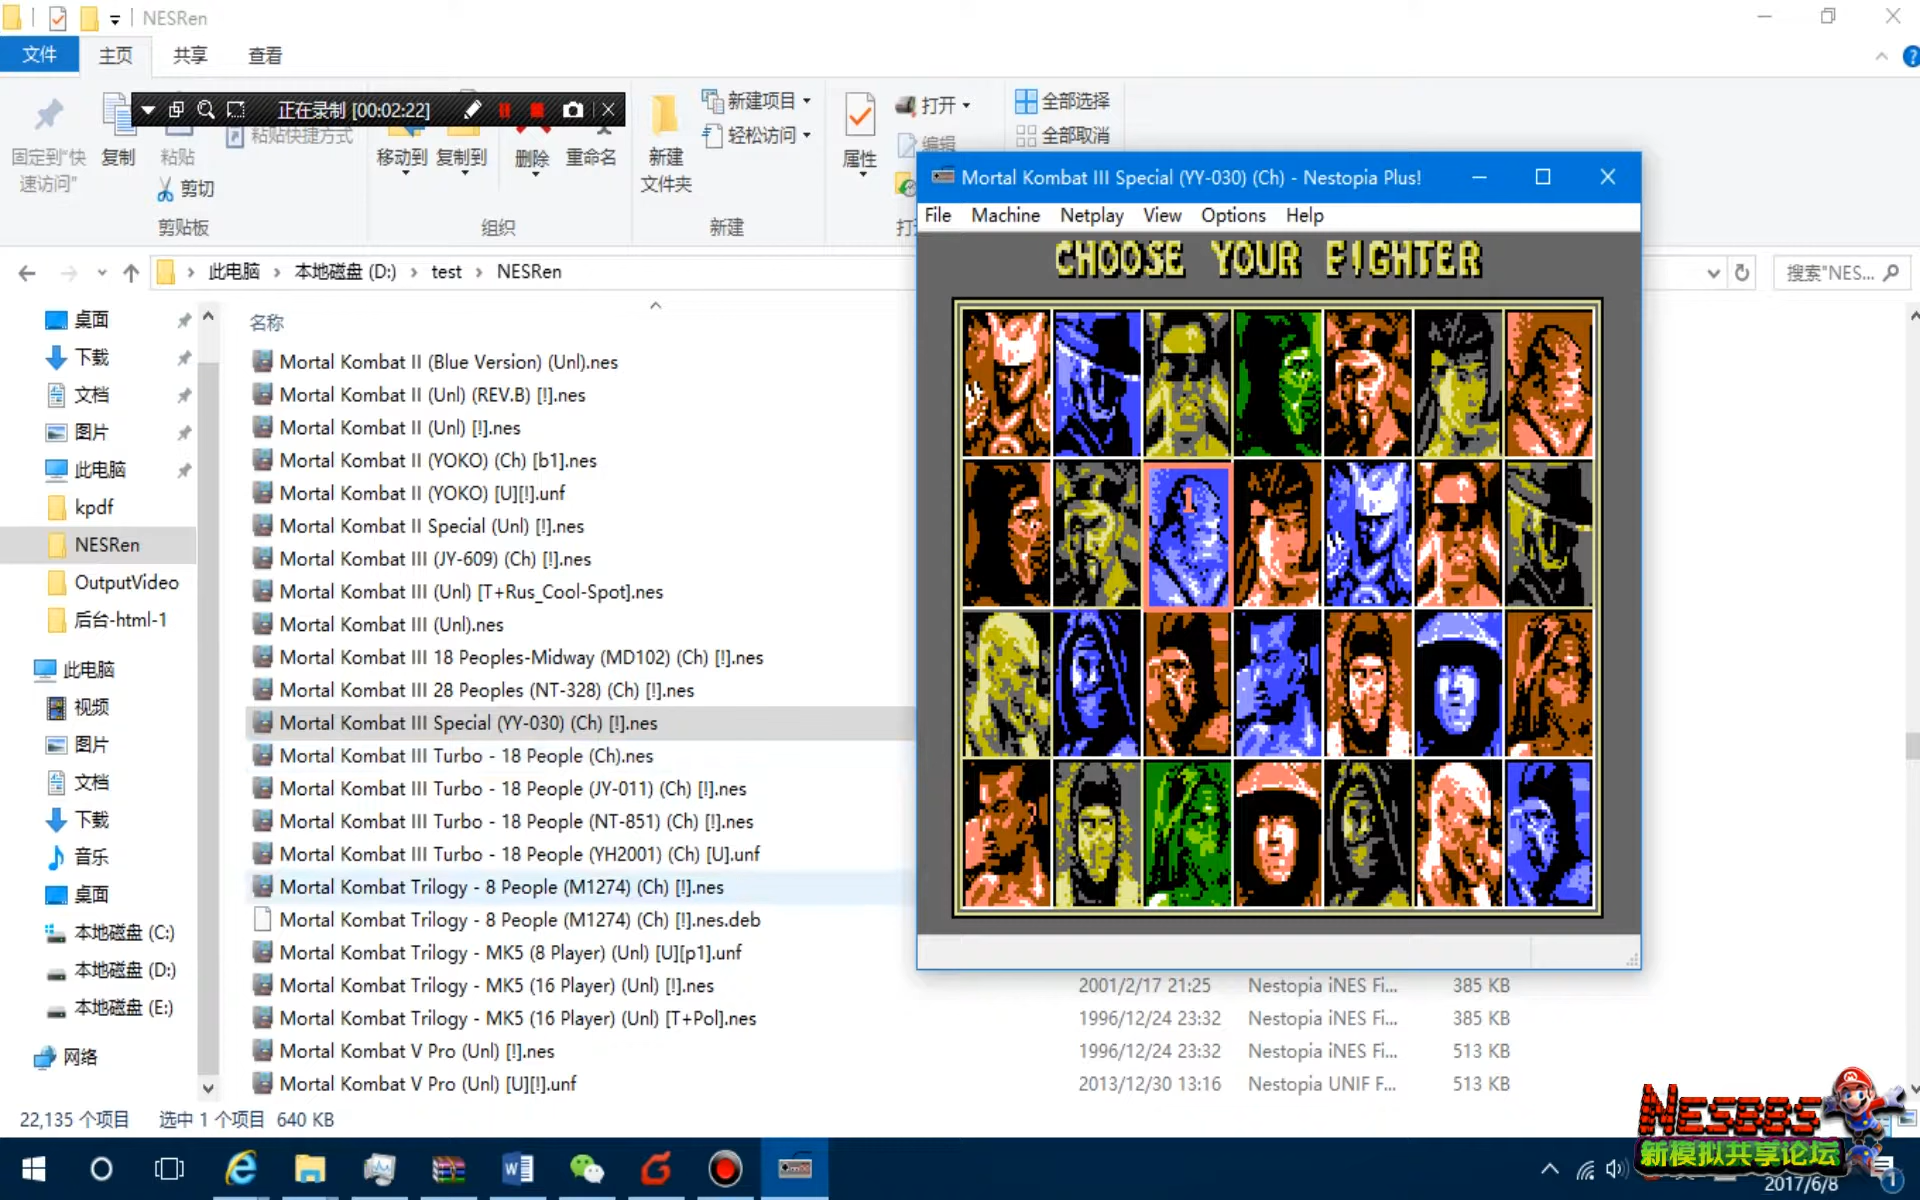 NESRen
文件 主页 共享 查看
正在录制 [00:02:22]
固定到"快速访问"
复制
粘贴
粘贴快捷方式
剪切
剪贴板
移动到 复制到 删除 重命名
组织
新建文件夹
新建项目
轻松访问
新建
属性
打开
编辑
全部选择
全部取消
此电脑 › 本地磁盘 (D:) › test › NESRen
搜索"NES...
Mortal Kombat III Special (YY-030) (Ch) - Nestopia Plus!
File Machine Netplay View Options Help
CHOOSE YOUR FIGHTER
1
桌面
下载
文档
图片
此电脑
kpdf
NESRen
OutputVideo
后台-html-1
此电脑
视频
图片
文档
下载
音乐
桌面
本地磁盘 (C:)
本地磁盘 (D:)
本地磁盘 (E:)
网络
名称
Mortal Kombat II (Blue Version) (Unl).nes
Mortal Kombat II (Unl) (REV.B) [!].nes
Mortal Kombat II (Unl) [!].nes
Mortal Kombat II (YOKO) (Ch) [b1].nes
Mortal Kombat II (YOKO) [U][!].unf
Mortal Kombat II Special (Unl) [!].nes
Mortal Kombat III (JY-609) (Ch) [!].nes
Mortal Kombat III (Unl) [T+Rus_Cool-Spot].nes
Mortal Kombat III (Unl).nes
Mortal Kombat III 18 Peoples-Midway (MD102) (Ch) [!].nes
Mortal Kombat III 28 Peoples (NT-328) (Ch) [!].nes
Mortal Kombat III Special (YY-030) (Ch) [!].nes
Mortal Kombat III Turbo - 18 People (Ch).nes
Mortal Kombat III Turbo - 18 People (JY-011) (Ch) [!].nes
Mortal Kombat III Turbo - 18 People (NT-851) (Ch) [!].nes
Mortal Kombat III Turbo - 18 People (YH2001) (Ch) [U].unf
Mortal Kombat Trilogy - 8 People (M1274) (Ch) [!].nes
Mortal Kombat Trilogy - 8 People (M1274) (Ch) [!].nes.deb
Mortal Kombat Trilogy - MK5 (8 Player) (Unl) [U][p1].unf
Mortal Kombat Trilogy - MK5 (16 Player) (Unl) [!].nes 2001/2/17 21:25 Nestopia iNES Fi... 385 KB
Mortal Kombat Trilogy - MK5 (16 Player) (Unl) [T+Pol].nes 1996/12/24 23:32 Nestopia iNES Fi... 385 KB
Mortal Kombat V Pro (Unl) [!].nes 1996/12/24 23:32 Nestopia iNES Fi... 513 KB
Mortal Kombat V Pro (Unl) [U][!].unf 2013/12/30 13:16 Nestopia UNIF F... 513 KB
22,135 个项目 选中 1 个项目 640 KB
NESBBS
新模拟共享论坛
2017/6/8
1